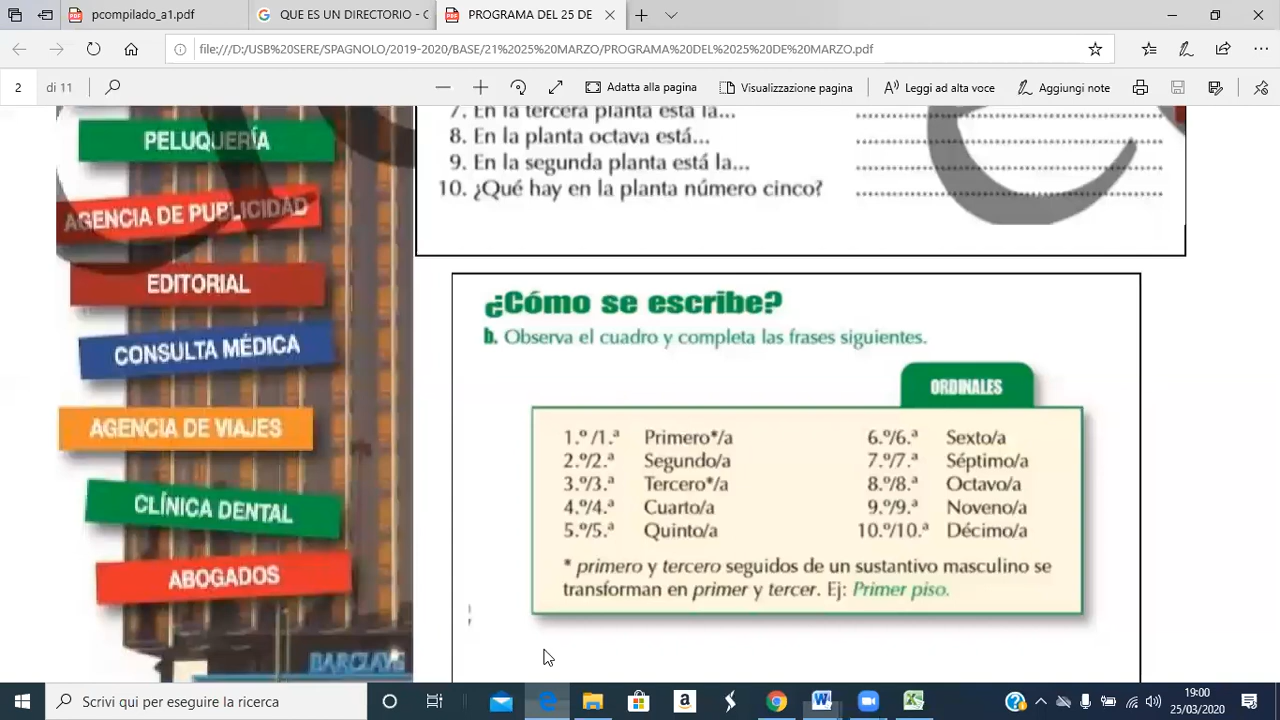 pcompilado_a1.pdf
QUE ES UN DIRECTORIO - C
PROGRAMA DEL 25 DE
file:///D:/USB%20SERE/SPAGNOLO/2019-2020/BASE/21%2025%20MARZO/PROGRAMA%20DEL%2025%20DE%20MARZO.pdf
2 di 11
Adatta alla pagina
Visualizzazione pagina
Leggi ad alta voce
Aggiungi note
PELUQUERÍA
AGENCIA DE PUBLICIDAD
EDITORIAL
CONSULTA MÉDICA
AGENCIA DE VIAJES
CLÍNICA DENTAL
ABOGADOS
BARCLAYS
7. En la tercera planta está la...
8. En la planta octava está...
9. En la segunda planta está la...
10. ¿Qué hay en la planta número cinco?
¿Cómo se escribe?
b. Observa el cuadro y completa las frases siguientes.
ORDINALES
1.º/1.ª Primero*/a 6.º/6.ª Sexto/a
2.º/2.ª Segundo/a 7.º/7.ª Séptimo/a
3.º/3.ª Tercero*/a 8.º/8.ª Octavo/a
4.º/4.ª Cuarto/a 9.º/9.ª Noveno/a
5.º/5.ª Quinto/a 10.º/10.ª Décimo/a
* primero y tercero seguidos de un sustantivo masculino se
transforman en primer y tercer. Ej: Primer piso.
Scrivi qui per eseguire la ricerca
19:00
25/03/2020